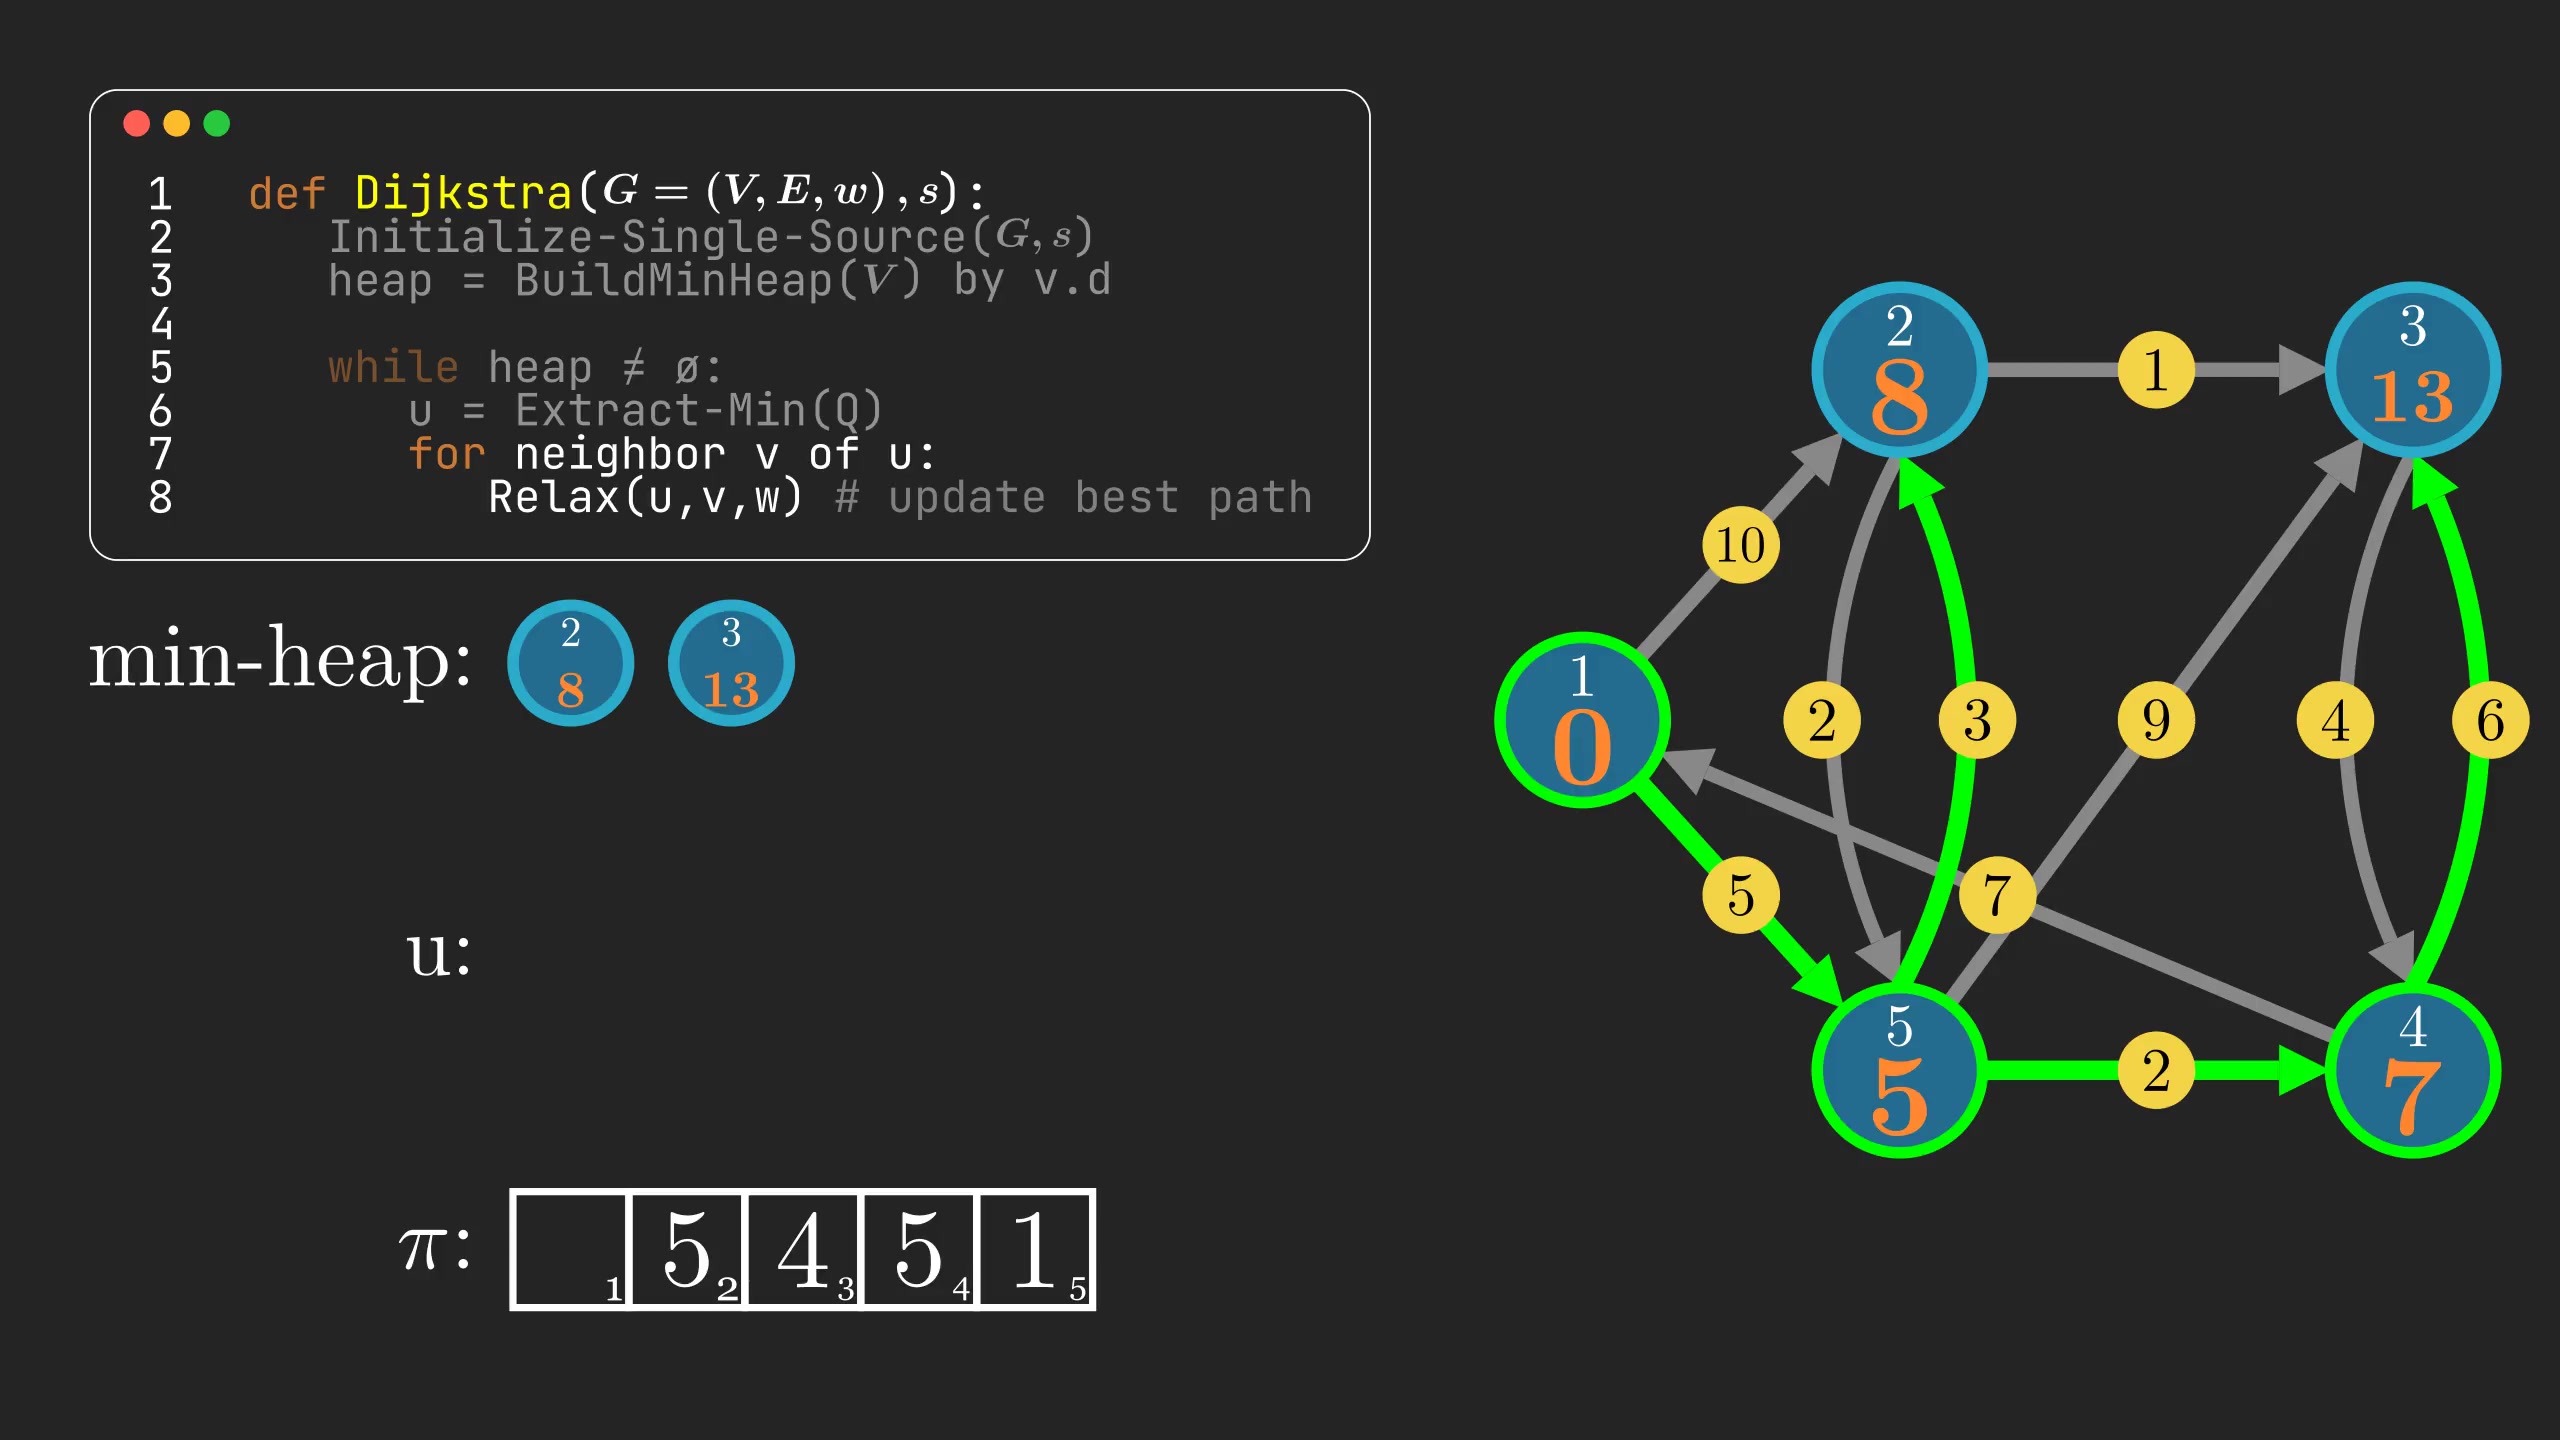 1 def Dijkstra(G = (V, E, w), s):
2 Initialize-Single-Source(G, s)
3 heap = BuildMinHeap(V) by v.d
4
5 while heap ≠ ø:
6 u = Extract-Min(Q)
7 for neighbor v of u:
8 Relax(u,v,w) # update best path
min-heap: 2 8 3 13
u:
π: 1 5 2 4 3 5 4 1 5
2
8
1
3
13
10
1
0
2
3
9
4
6
5
7
5
5
2
4
7